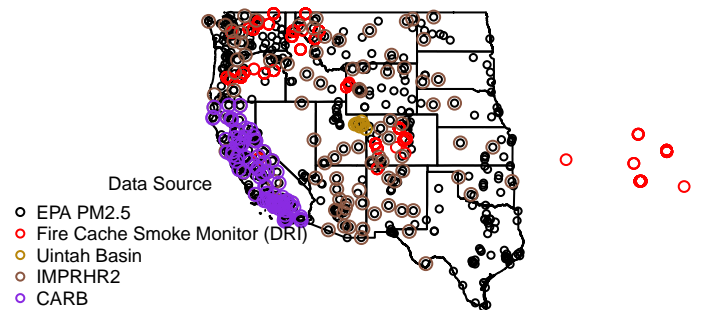 Data Source
EPA PM2.5
Fire Cache Smoke Monitor (DRI)
Uintah Basin
IMPRHR2
CARB